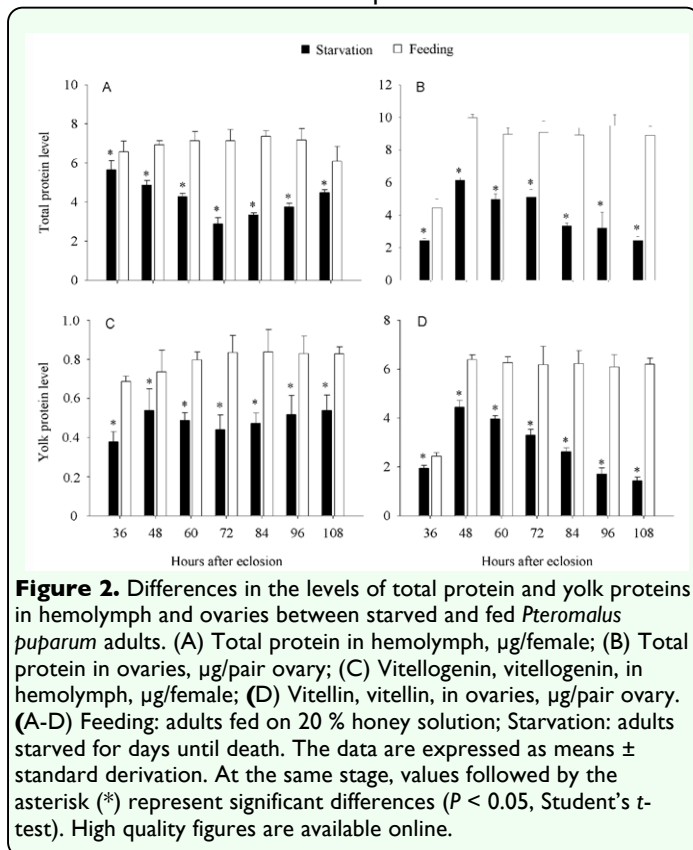 ■ Starvation □ Feeding
A
B
Total protein level
10
8
6
4
2
0
* * * * * * *
12
10
8
6
4
2
0
* * * * * * *
C
D
Yolk protein level
1.0
0.8
0.6
0.4
0.2
0
* * * * * * *
8
6
4
2
0
* * * * * * *
36 48 60 72 84 96 108
36 48 60 72 84 96 108
Hours after eclosion
Hours after eclosion
Figure 2. Differences in the levels of total protein and yolk proteins
in hemolymph and ovaries between starved and fed Pteromalus
puparum adults. (A) Total protein in hemolymph, µg/female; (B) Total
protein in ovaries, µg/pair ovary; (C) Vitellogenin, vitellogenin, in
hemolymph, µg/female; (D) Vitellin, vitellin, in ovaries, µg/pair ovary.
(A-D) Feeding: adults fed on 20 % honey solution; Starvation: adults
starved for days until death. The data are expressed as means ±
standard derivation. At the same stage, values followed by the
asterisk (*) represent significant differences (P < 0.05, Student's t-
test). High quality figures are available online.